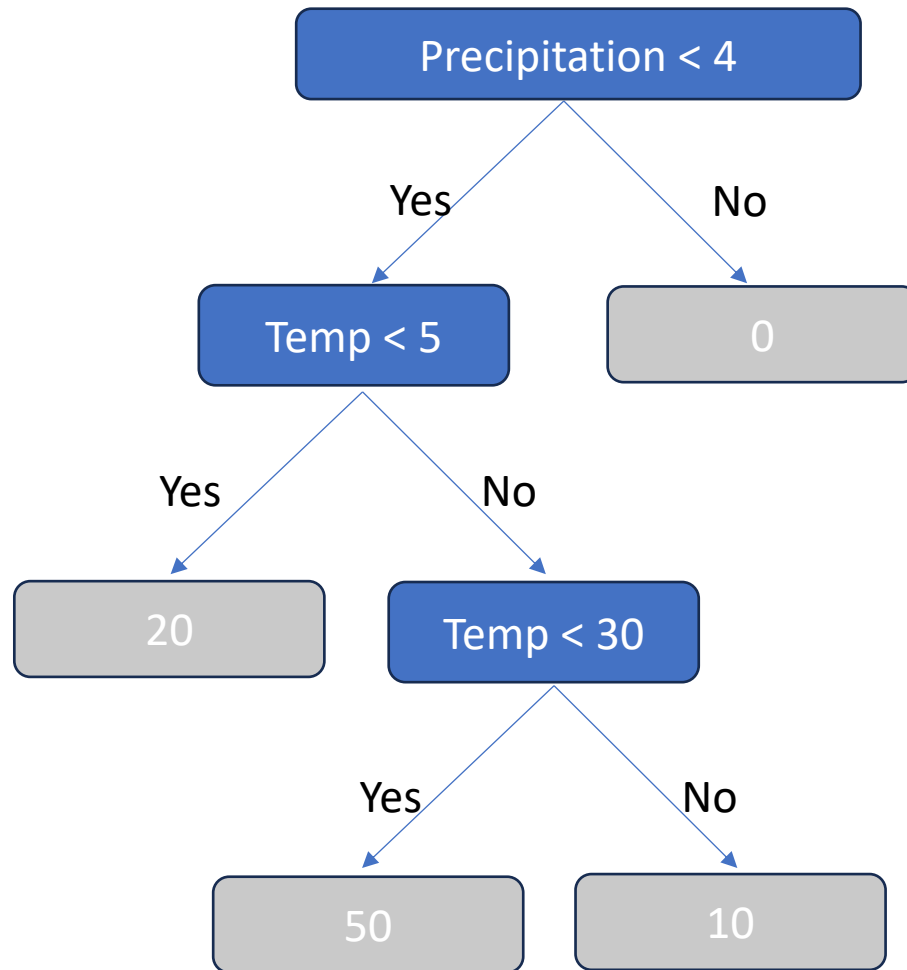 Precipitation < 4
Yes
No
Temp < 5
0
Yes
No
20
Temp < 30
Yes
No
50
10